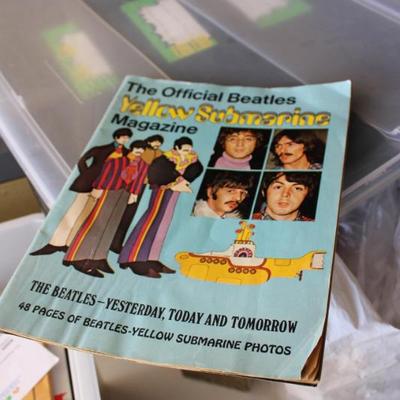 The Official Beatles
Yellow Submarine
Magazine
THE BEATLES—YESTERDAY, TODAY AND TOMORROW
48 PAGES OF BEATLES-YELLOW SUBMARINE PHOTOS